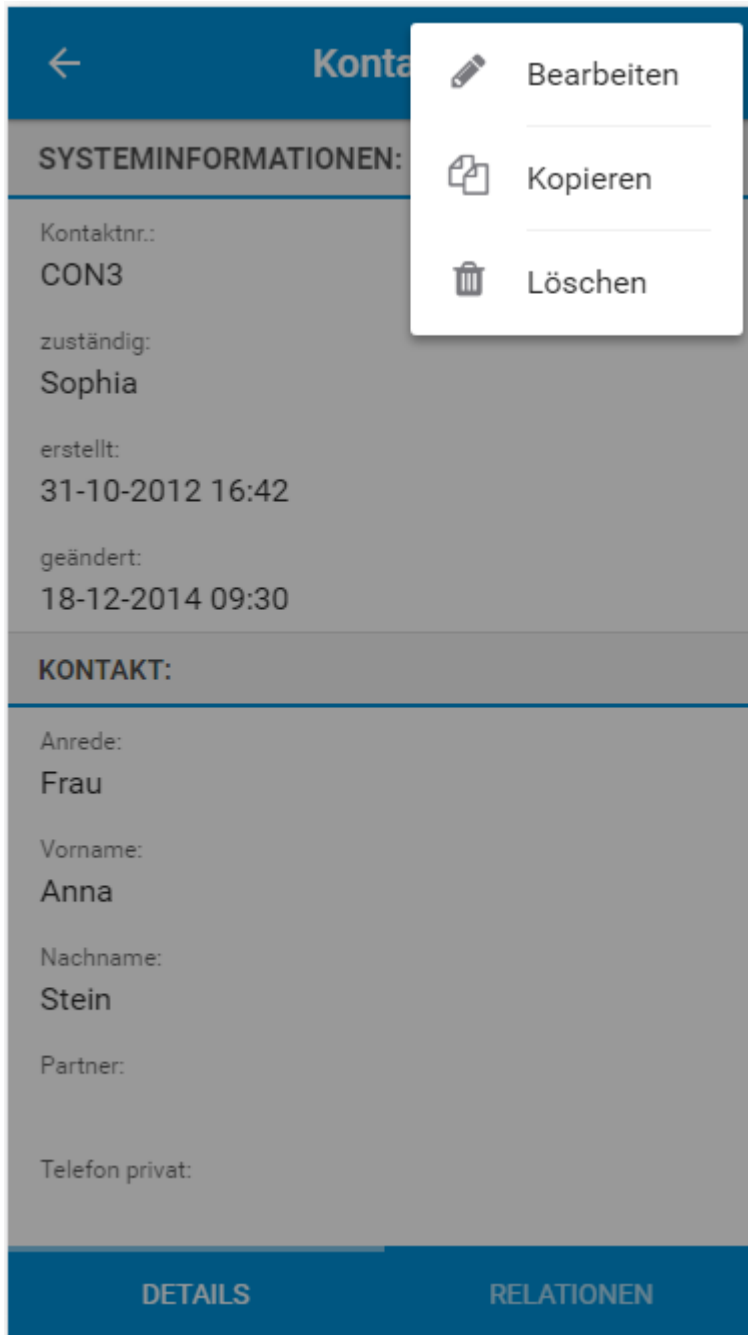 Konta
Bearbeiten
Kopieren
Löschen
SYSTEMINFORMATIONEN:
Kontaktnr.:
CON3
zuständig:
Sophia
erstellt:
31-10-2012 16:42
geändert:
18-12-2014 09:30
KONTAKT:
Anrede:
Frau
Vorname:
Anna
Nachname:
Stein
Partner:
Telefon privat:
DETAILS RELATIONEN